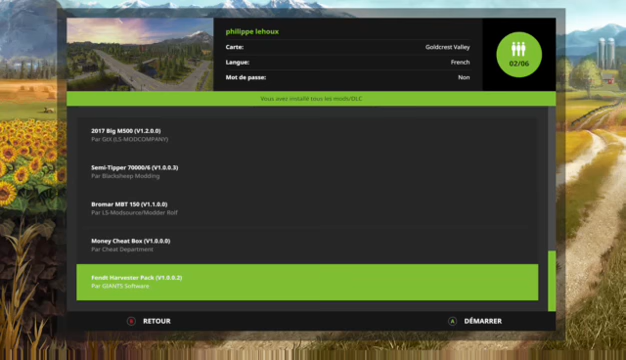 philippe lehoux
Carte: Goldcrest Valley
Langue: French
Mot de passe: Non
02/06
Vous avez installé tous les mods/DLC
2017 Big M500 (V1.2.0.0)
Par GtX (LS-MODCOMPANY)
Semi-Tipper 70000/6 (V1.0.0.3)
Par Blacksheep Modding
Bromar MBT 150 (V1.1.0.0)
Par LS-Modsource/Modder Rolf
Money Cheat Box (V1.0.0.0)
Par Cheat Department
Fendt Harvester Pack (V1.0.0.2)
Par GIANTS Software
RETOUR
A DÉMARRER